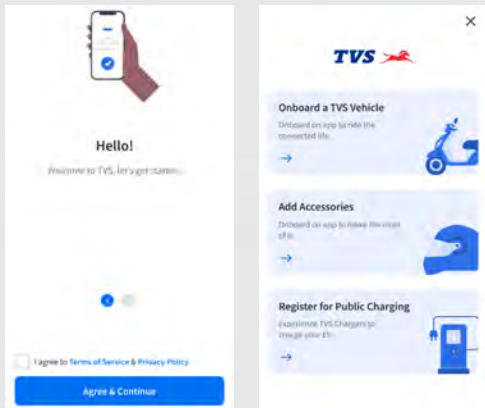 Hello!
Welcome to TVS, let's get started..
I agree to Terms of Service & Privacy Policy
Agree & Continue
TVS
Onboard a TVS Vehicle
Onboard on app to ride the
connected life.
Add Accessories
Onboard on app to make the most
of it.
Register for Public Charging
Experience TVS Chargers to
charge your EV.